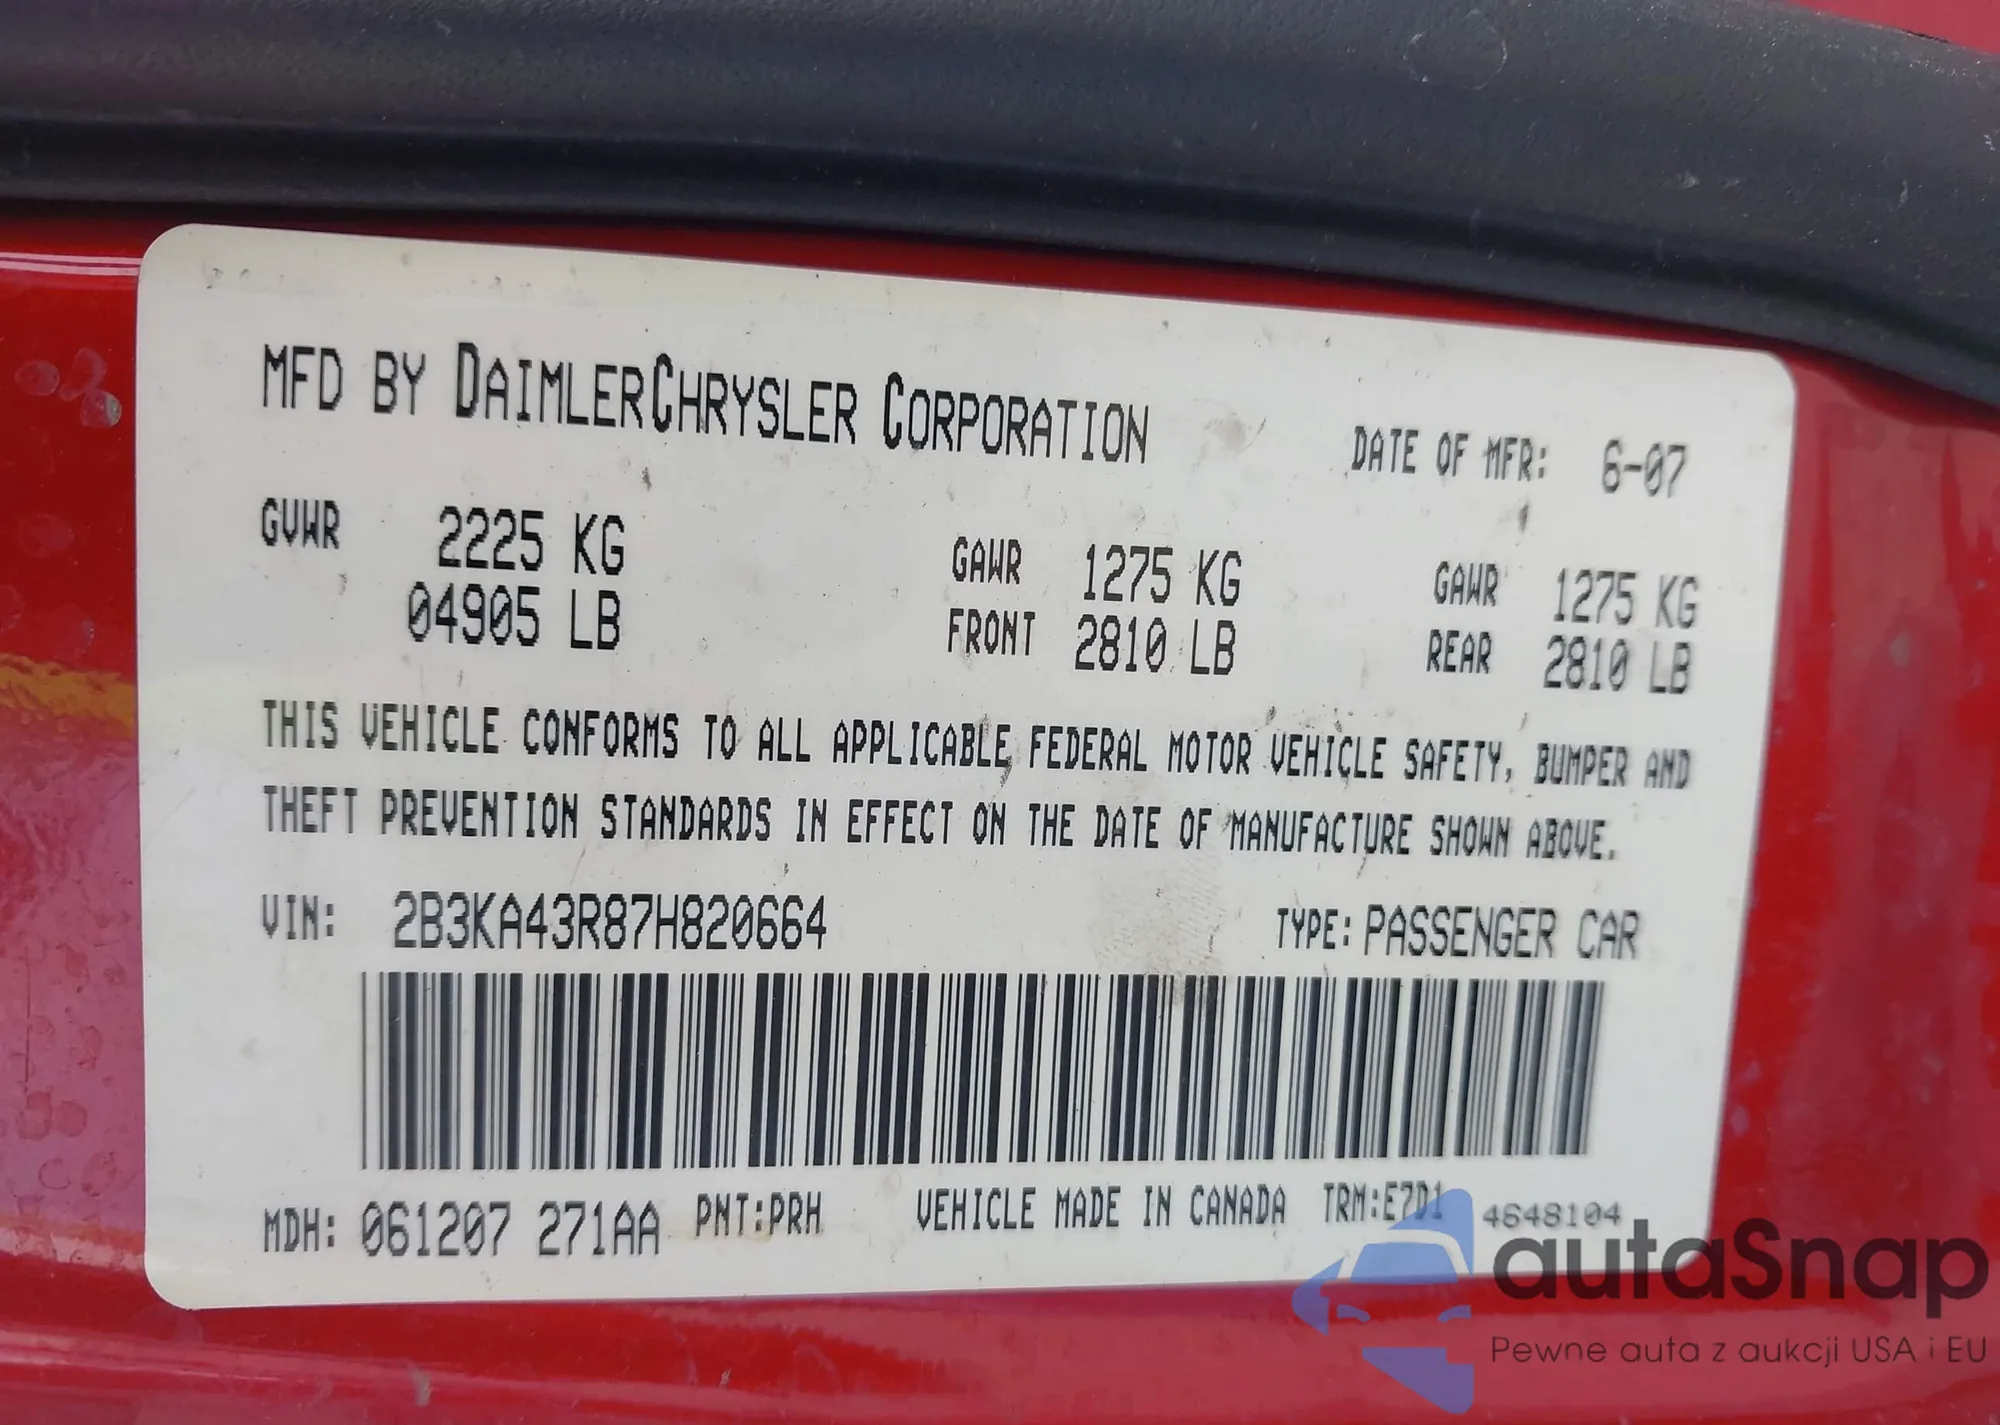 MFD BY DAIMLERCHRYSLER CORPORATION
DATE OF MFR: 6-07
GVWR 2225 KG GAWR 1275 KG GAWR 1275 KG
04905 LB FRONT 2810 LB REAR 2810 LB
THIS VEHICLE CONFORMS TO ALL APPLICABLE FEDERAL MOTOR VEHICLE SAFETY, BUMPER AND
THEFT PREVENTION STANDARDS IN EFFECT ON THE DATE OF MANUFACTURE SHOWN ABOVE.
VIN: 2B3KA43R87H820664 TYPE: PASSENGER CAR
MDH: 061207 271AA PNT:PRH VEHICLE MADE IN CANADA TRM:E7D1 4648104
autaSnap
Pewne auta z aukcji USA i EU